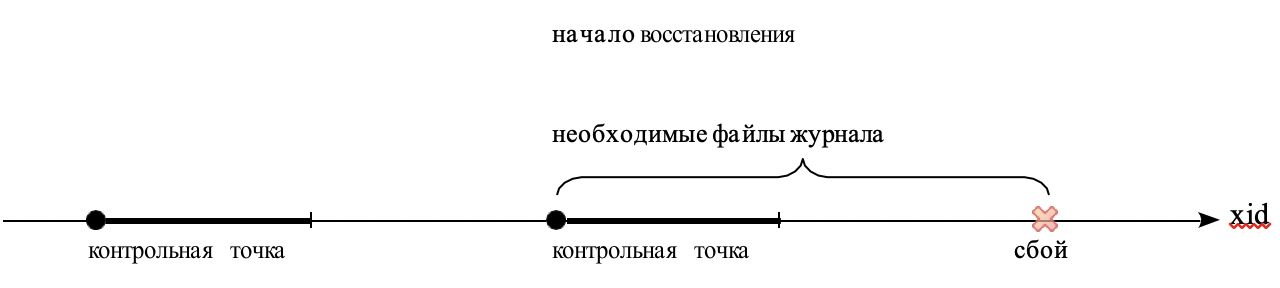 начало восстановления
необходимые файлы журнала
xid
контрольная точка
контрольная точка
сбой